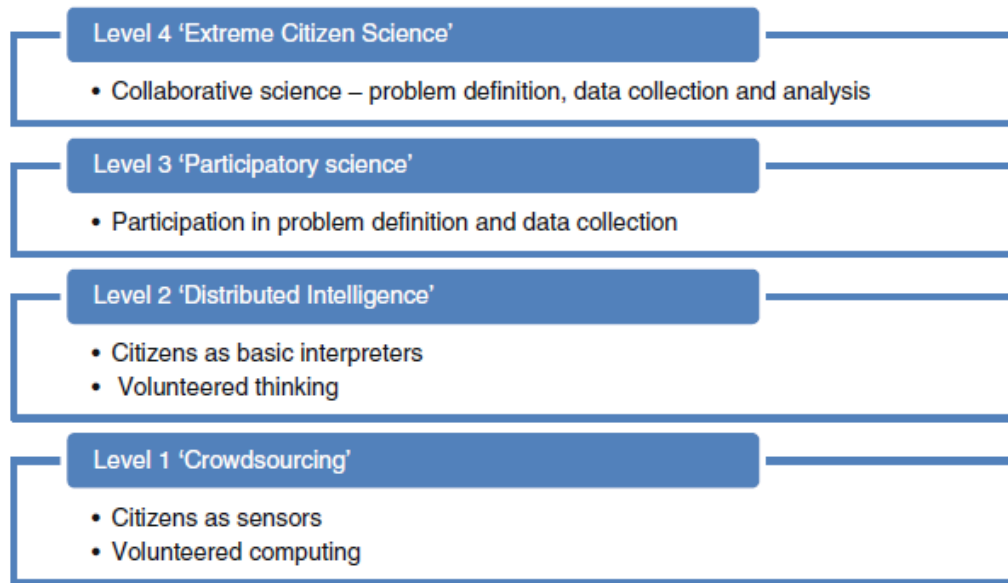 Level 4 ‘Extreme Citizen Science’
• Collaborative science – problem definition, data collection and analysis
Level 3 ‘Participatory science’
• Participation in problem definition and data collection
Level 2 ‘Distributed Intelligence’
• Citizens as basic interpreters
• Volunteered thinking
Level 1 ‘Crowdsourcing’
• Citizens as sensors
• Volunteered computing